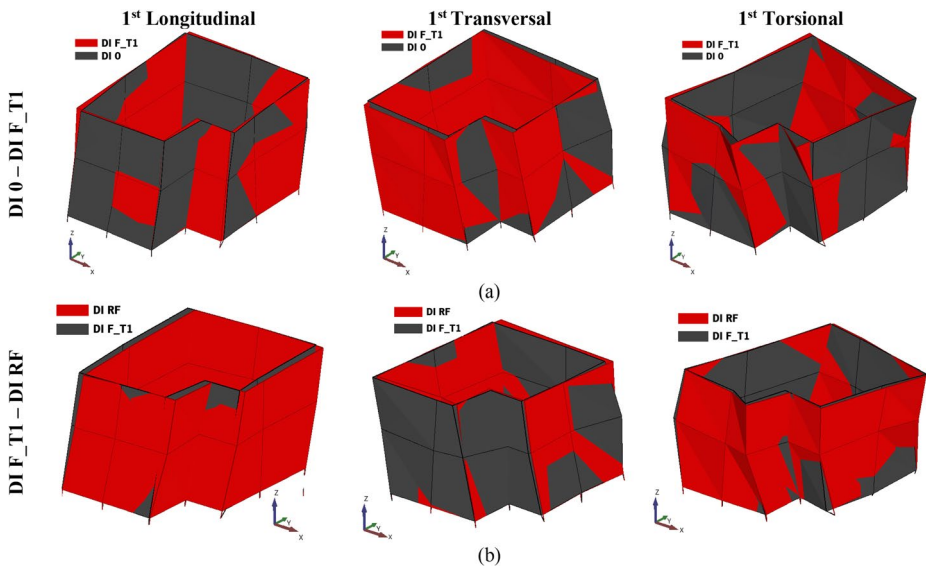 1st Longitudinal
1st Transversal
1st Torsional
DI 0 – DI F_T1
DI F_T1
DI 0
Z
Y
X
DI F_T1
DI 0
Z
Y
X
DI F_T1
DI 0
Z
Y
X
(a)
DI F_T1 – DI RF
DI RF
DI F_T1
Z
Y
X
DI RF
DI F_T1
Z
Y
X
DI RF
DI F_T1
Z
Y
X
(b)